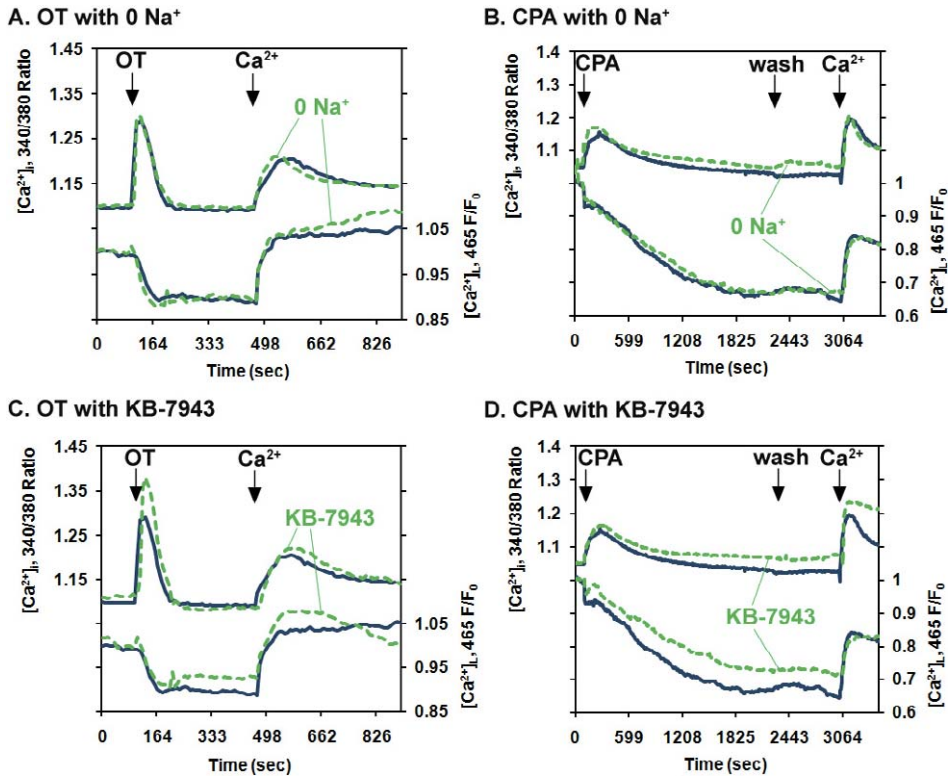 A. OT with 0 Na⁺
[Ca²⁺]ᵢ, 340/380 Ratio
1.45
1.35
1.25
1.15
OT
Ca²⁺
0 Na⁺
1.05
0.95
0.85
[Ca²⁺]L, 465 F/F₀
0 164 333 498 662 826
Time (sec)
B. CPA with 0 Na⁺
[Ca²⁺]ᵢ, 340/380 Ratio
1.4
1.3
1.2
1.1
CPA
wash
Ca²⁺
0 Na⁺
1
0.9
0.8
0.7
0.6
[Ca²⁺]L, 465 F/F₀
0 599 1208 1825 2443 3064
Time (sec)
C. OT with KB-7943
[Ca²⁺]ᵢ, 340/380 Ratio
1.45
1.35
1.25
1.15
OT
Ca²⁺
KB-7943
1.05
0.95
0.85
[Ca²⁺]L, 465 F/F₀
0 164 333 498 662 826
Time (sec)
D. CPA with KB-7943
[Ca²⁺]ᵢ, 340/380 Ratio
1.4
1.3
1.2
1.1
CPA
wash
Ca²⁺
KB-7943
1
0.9
0.8
0.7
0.6
[Ca²⁺]L, 465 F/F₀
0 599 1208 1825 2443 3064
Time (sec)